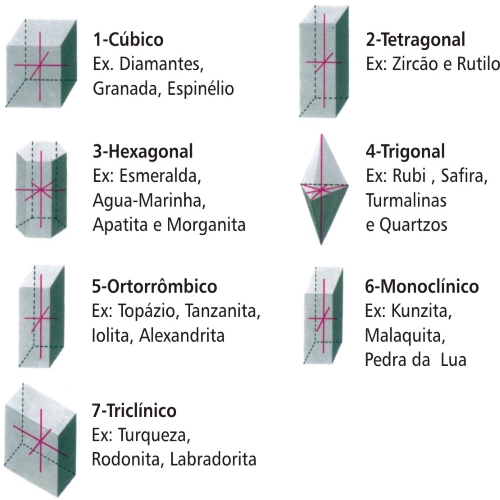 1-Cúbico
Ex. Diamantes,
Granada, Espinélio
2-Tetragonal
Ex: Zircão e Rutilo
3-Hexagonal
Ex: Esmeralda,
Agua-Marinha,
Apatita e Morganita
4-Trigonal
Ex: Rubi , Safira,
Turmalinas
e Quartzos
5-Ortorrômbico
Ex: Topázio, Tanzanita,
Iolita, Alexandrita
6-Monoclínico
Ex: Kunzita,
Malaquita,
Pedra da  Lua
7-Triclínico
Ex: Turqueza,
Rodonita, Labradorita